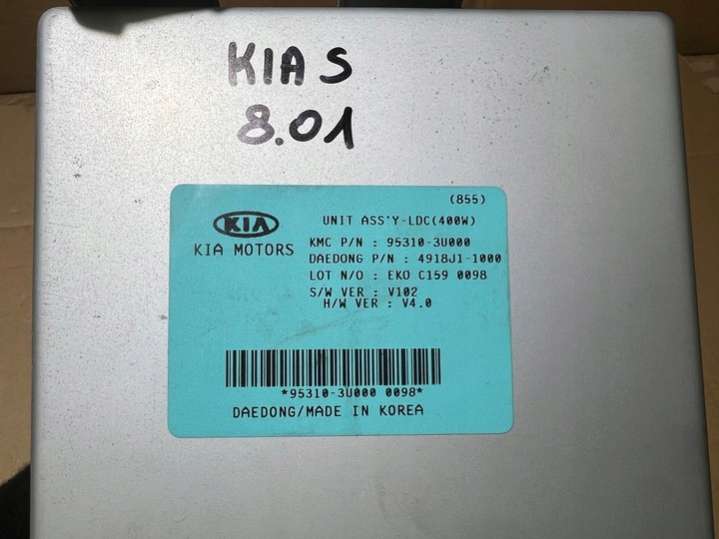 KIA S
8.01
(855)
KIA
KIA MOTORS
UNIT ASS'Y-LDC(400W)
KMC P/N : 95310-3U000
DAEDONG P/N : 4918J1-1000
LOT N/O : EKO C159 0098
S/W VER : V102
H/W VER : V4.0
*95310-3U000 0098*
DAEDONG/MADE IN KOREA